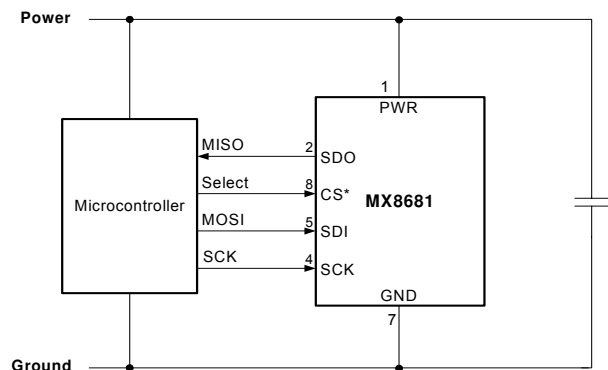 Power
1
PWR
MISO
2
SDO
Select
8
CS*
Microcontroller
MX8681
MOSI
5
SDI
SCK
4
SCK
GND
7
Ground